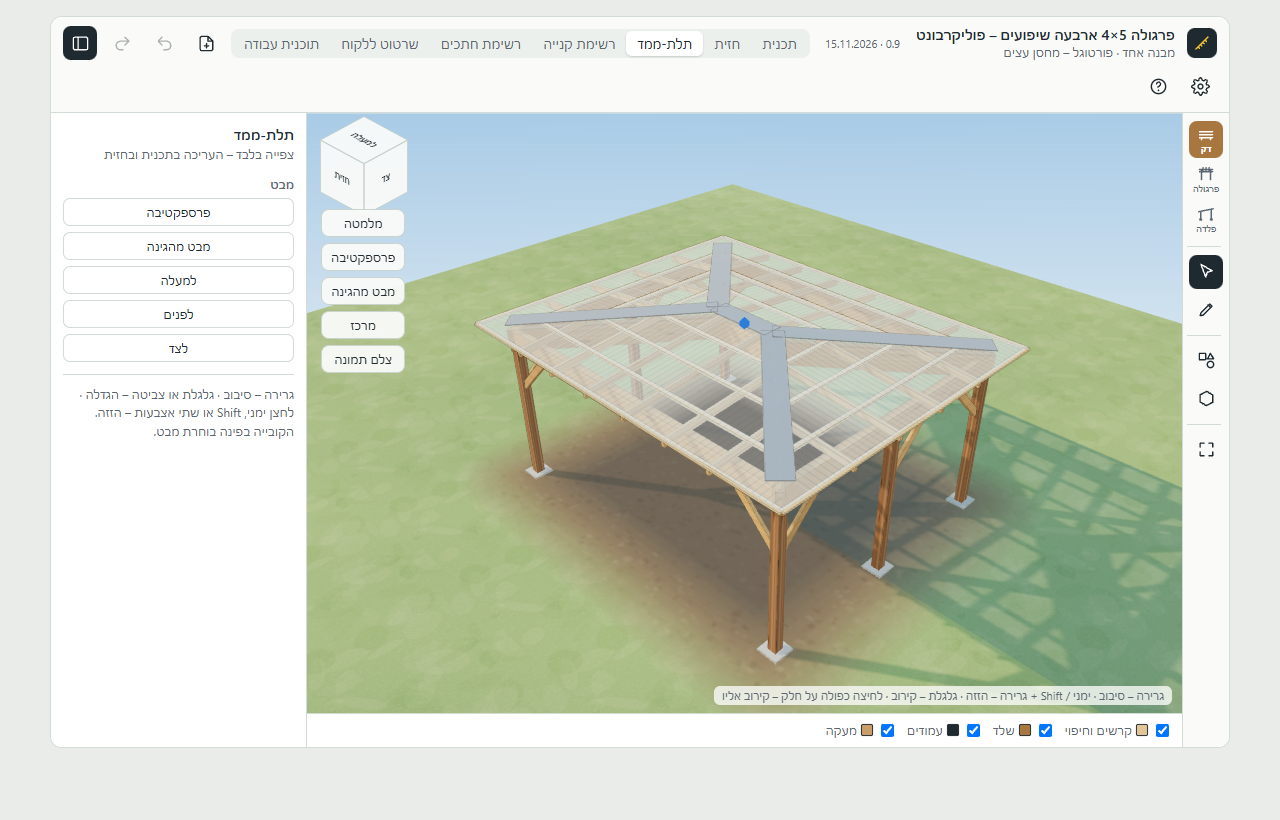 פרגולה 4×5 ארבעה שיפועים – פוליקרבונט
מבנה אחד · פורטוגל – מחסן עצים
15.11.2026 · 0.9
תכנית
חזית
תלת-ממד
רשימת קנייה
רשימת חתכים
שרטוט ללקוח
תוכנית עבודה
דק
פרגולה
פלדה
למעלה
חזית
צד
מלמטה
פרספקטיבה
מבט מהגינה
מרכז
צלם תמונה
תלת-ממד
צפייה בלבד – העריכה בתכנית ובחזית
מבט
פרספקטיבה
מבט מהגינה
למעלה
לפנים
לצד
גרירה – סיבוב · גלגלת או צביטה – הגדלה ·
לחצן ימני, Shift או שתי אצבעות – הזזה.
הקובייה בפינה בוחרת מבט.
גרירה – סיבוב · ימני / Shift + גרירה – הזזה · גלגלת – קירוב · לחיצה כפולה על חלק – קירוב אליו
קרשים וחיפוי
שלד
עמודים
מעקה